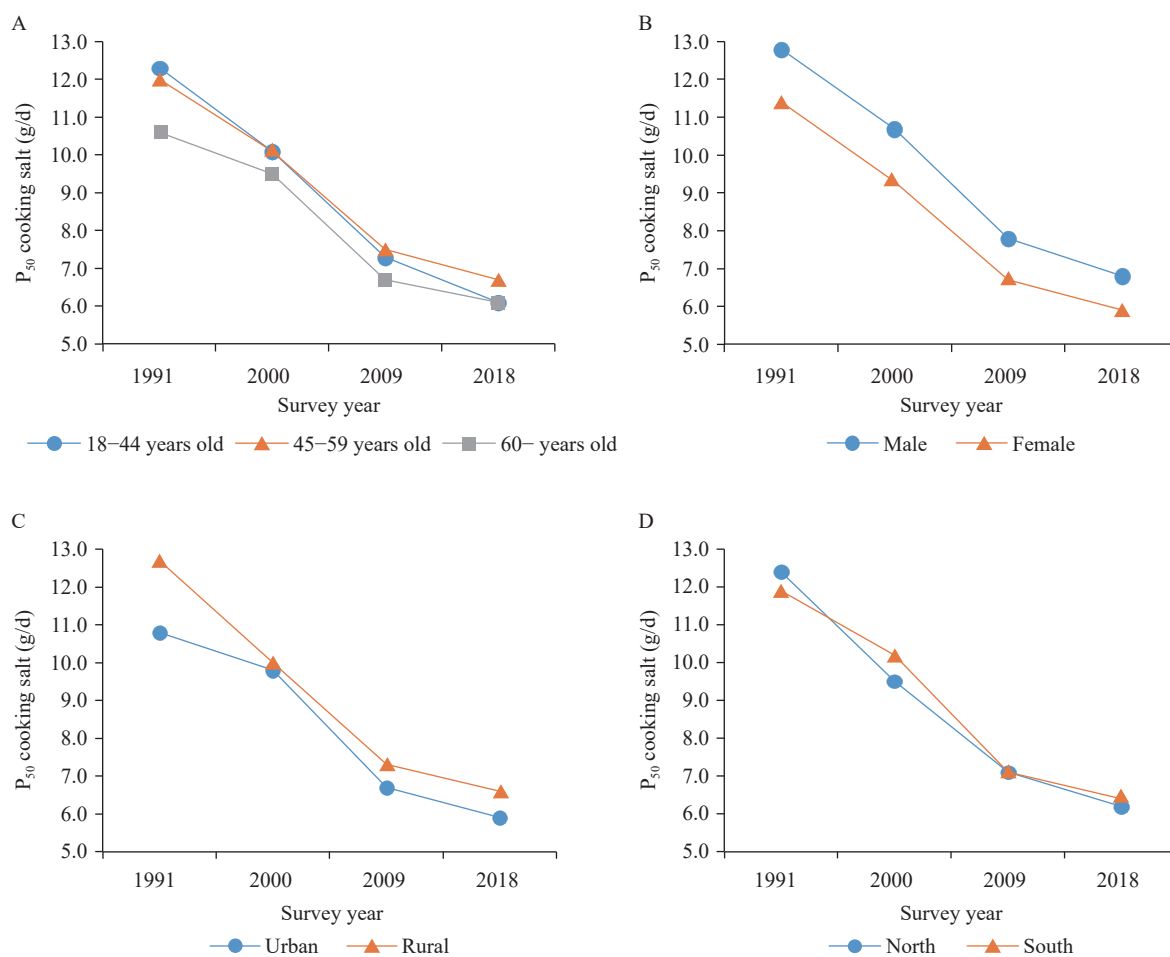 A
13.0
12.0
11.0
10.0
9.0
8.0
7.0
6.0
5.0
P50 cooking salt (g/d)
1991 2000 2009 2018
Survey year
18−44 years old 45−59 years old 60− years old
B
13.0
12.0
11.0
10.0
9.0
8.0
7.0
6.0
5.0
P50 cooking salt (g/d)
1991 2000 2009 2018
Survey year
Male Female
C
13.0
12.0
11.0
10.0
9.0
8.0
7.0
6.0
5.0
P50 cooking salt (g/d)
1991 2000 2009 2018
Survey year
Urban Rural
D
13.0
12.0
11.0
10.0
9.0
8.0
7.0
6.0
5.0
P50 cooking salt (g/d)
1991 2000 2009 2018
Survey year
North South